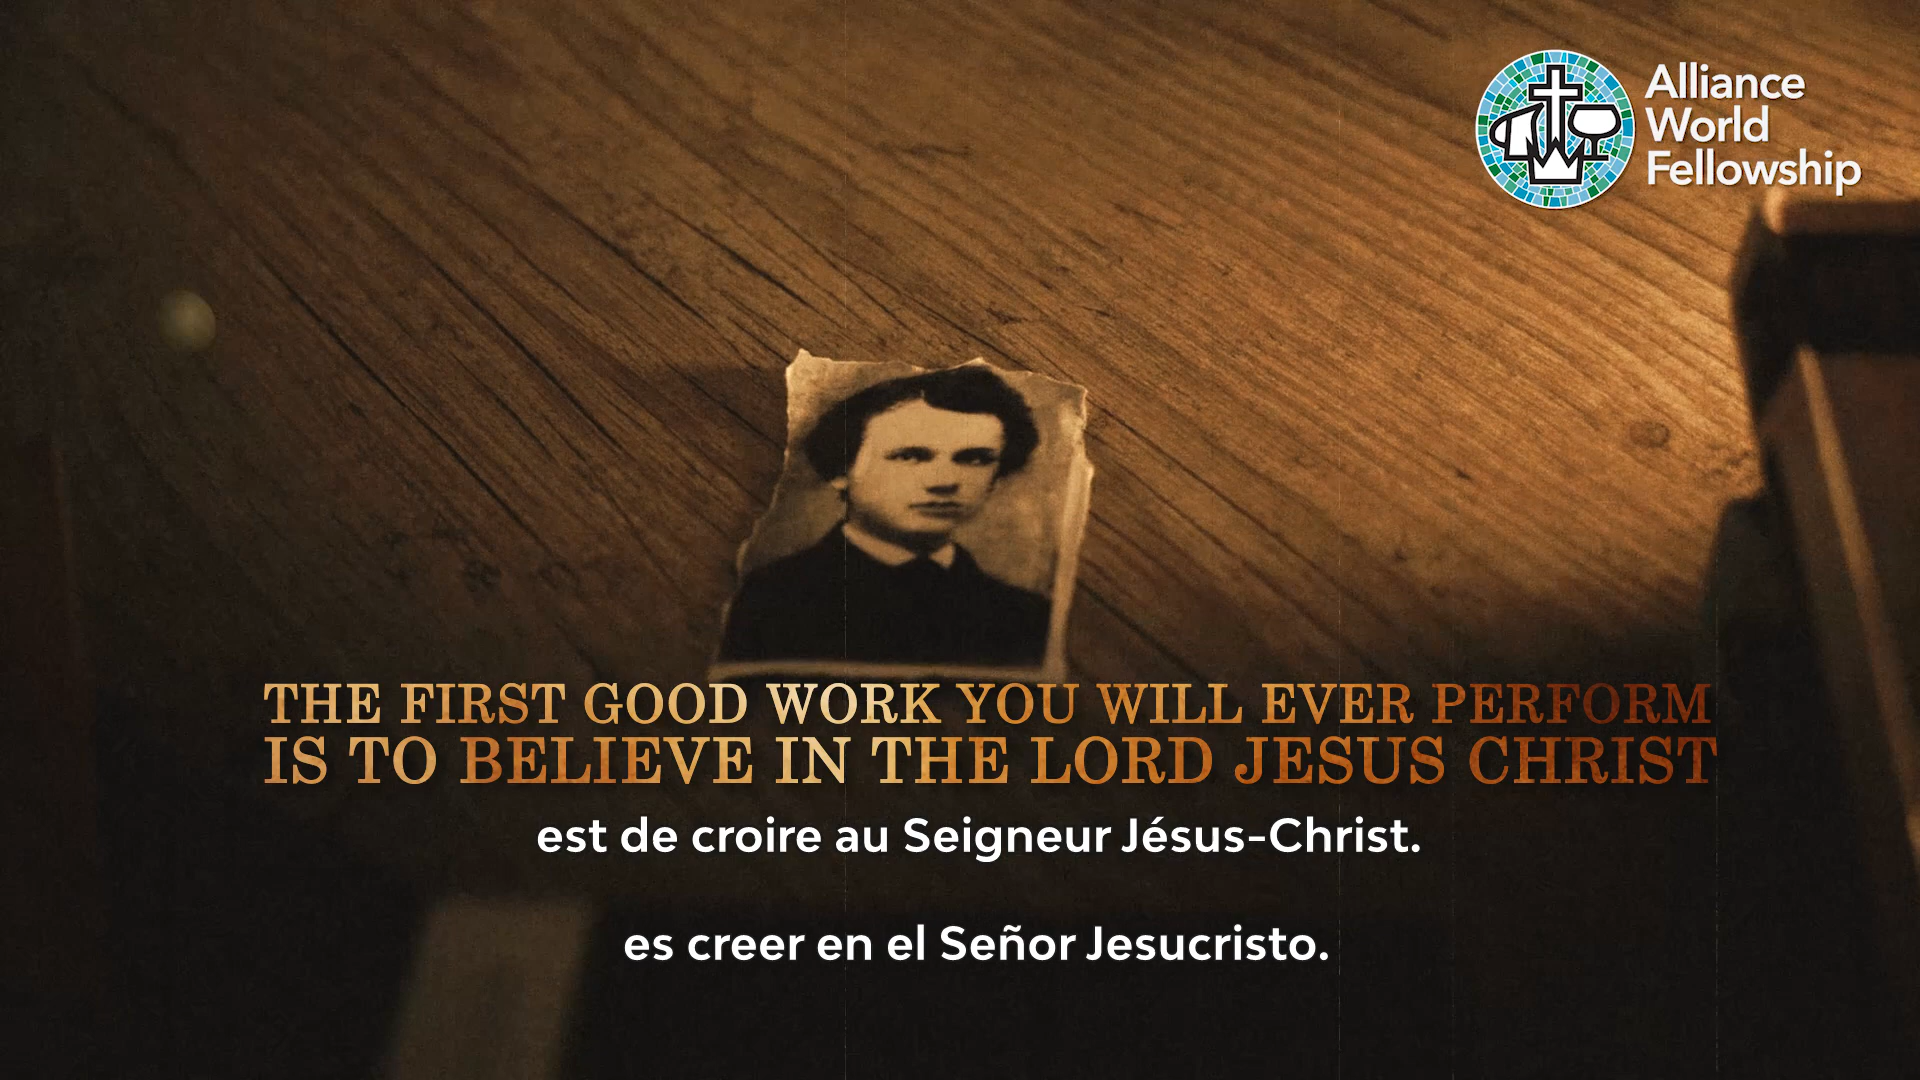 Alliance
World
Fellowship
THE FIRST GOOD WORK YOU WILL EVER PERFORM
IS TO BELIEVE IN THE LORD JESUS CHRIST
est de croire au Seigneur Jésus-Christ.
es creer en el Señor Jesucristo.